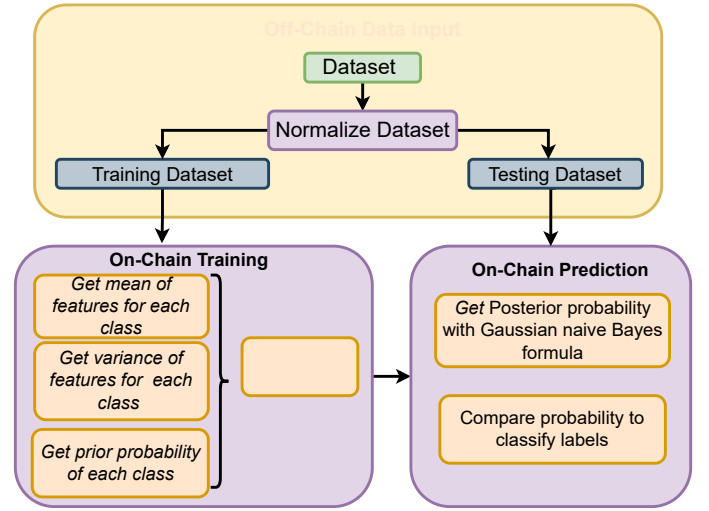 Off-Chain Data Input
Dataset
Normalize Dataset
Training Dataset
Testing Dataset
On-Chain Training
Get mean of
features for each
class
Get variance of
features for each
class
Get prior probability
of each class
On-Chain Prediction
Get Posterior probability
with Gaussian naive Bayes
formula
Compare probability to
classify labels